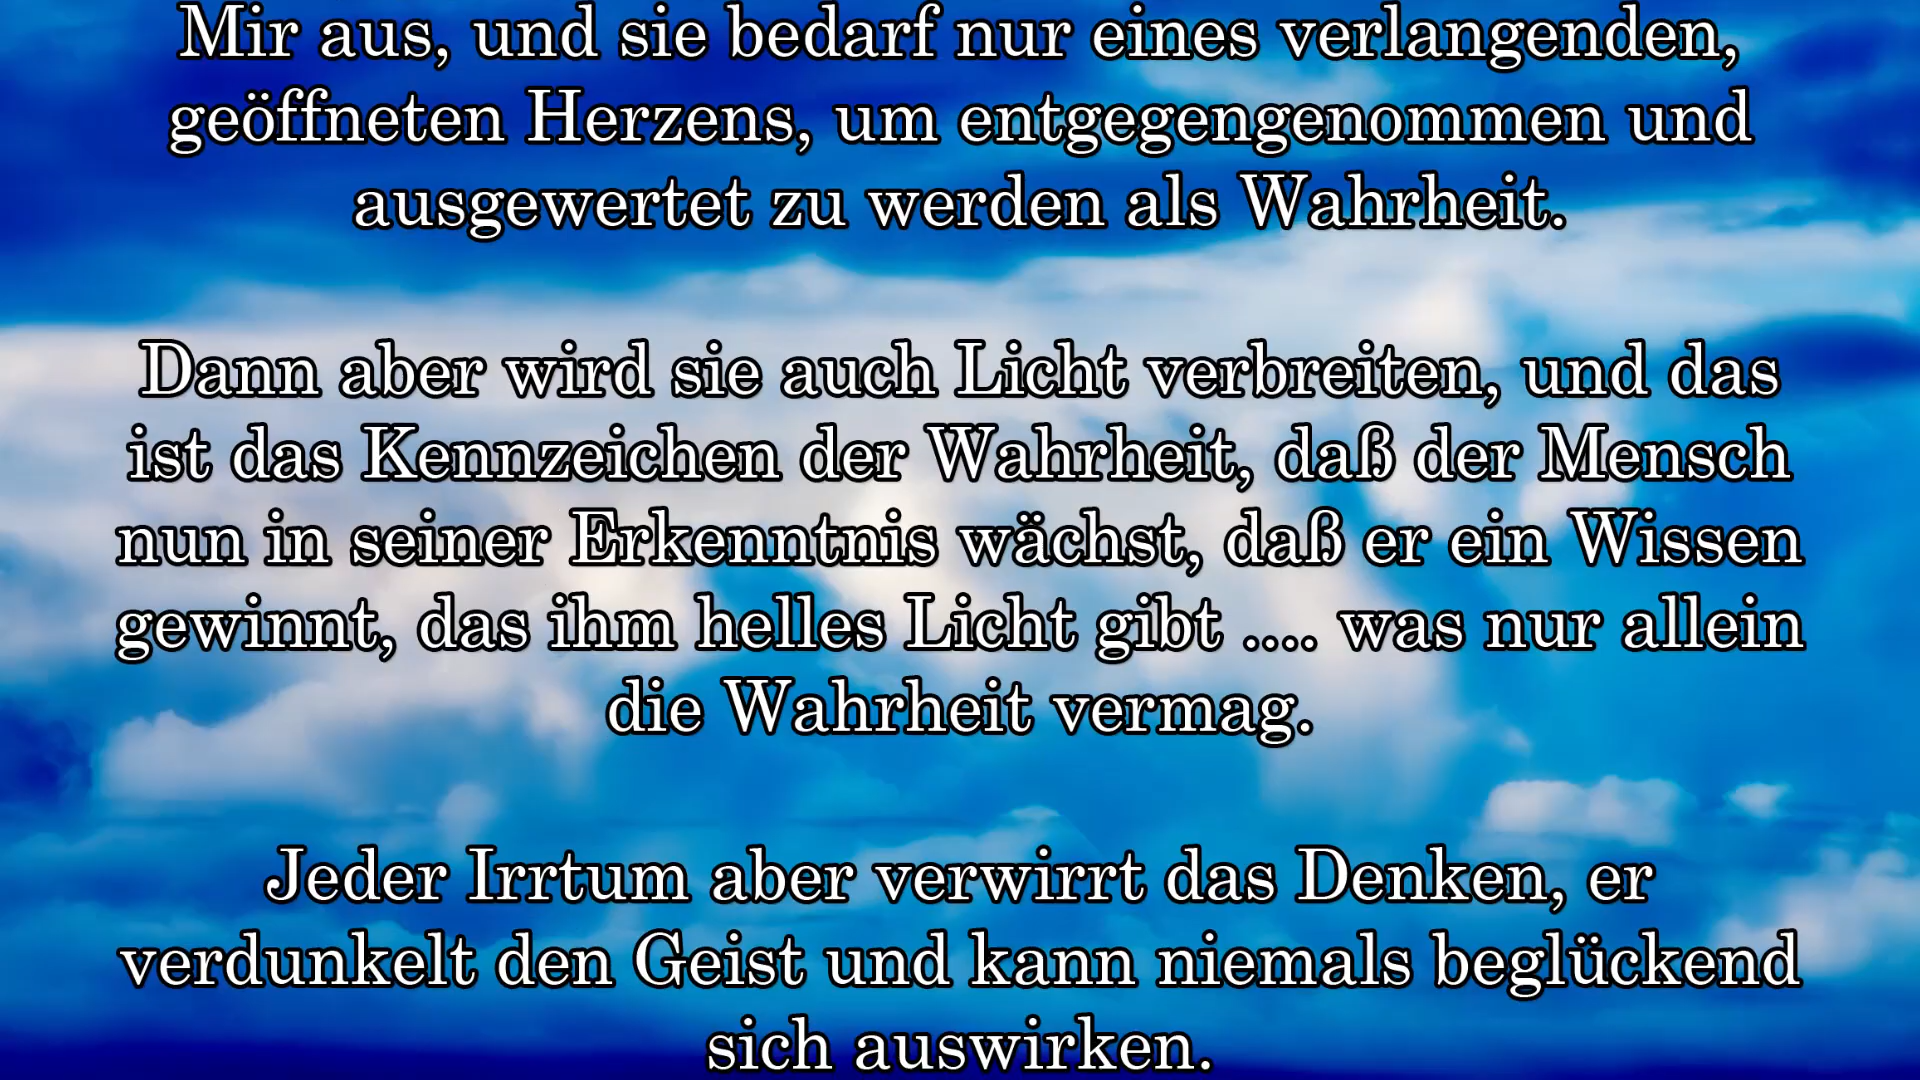 Mir aus, und sie bedarf nur eines verlangenden,
geöffneten Herzens, um entgegengenommen und
ausgewertet zu werden als Wahrheit.
Dann aber wird sie auch Licht verbreiten, und das
ist das Kennzeichen der Wahrheit, daß der Mensch
nun in seiner Erkenntnis wächst, daß er ein Wissen
gewinnt, das ihm helles Licht gibt .... was nur allein
die Wahrheit vermag.
Jeder Irrtum aber verwirrt das Denken, er
verdunkelt den Geist und kann niemals beglückend
sich auswirken.